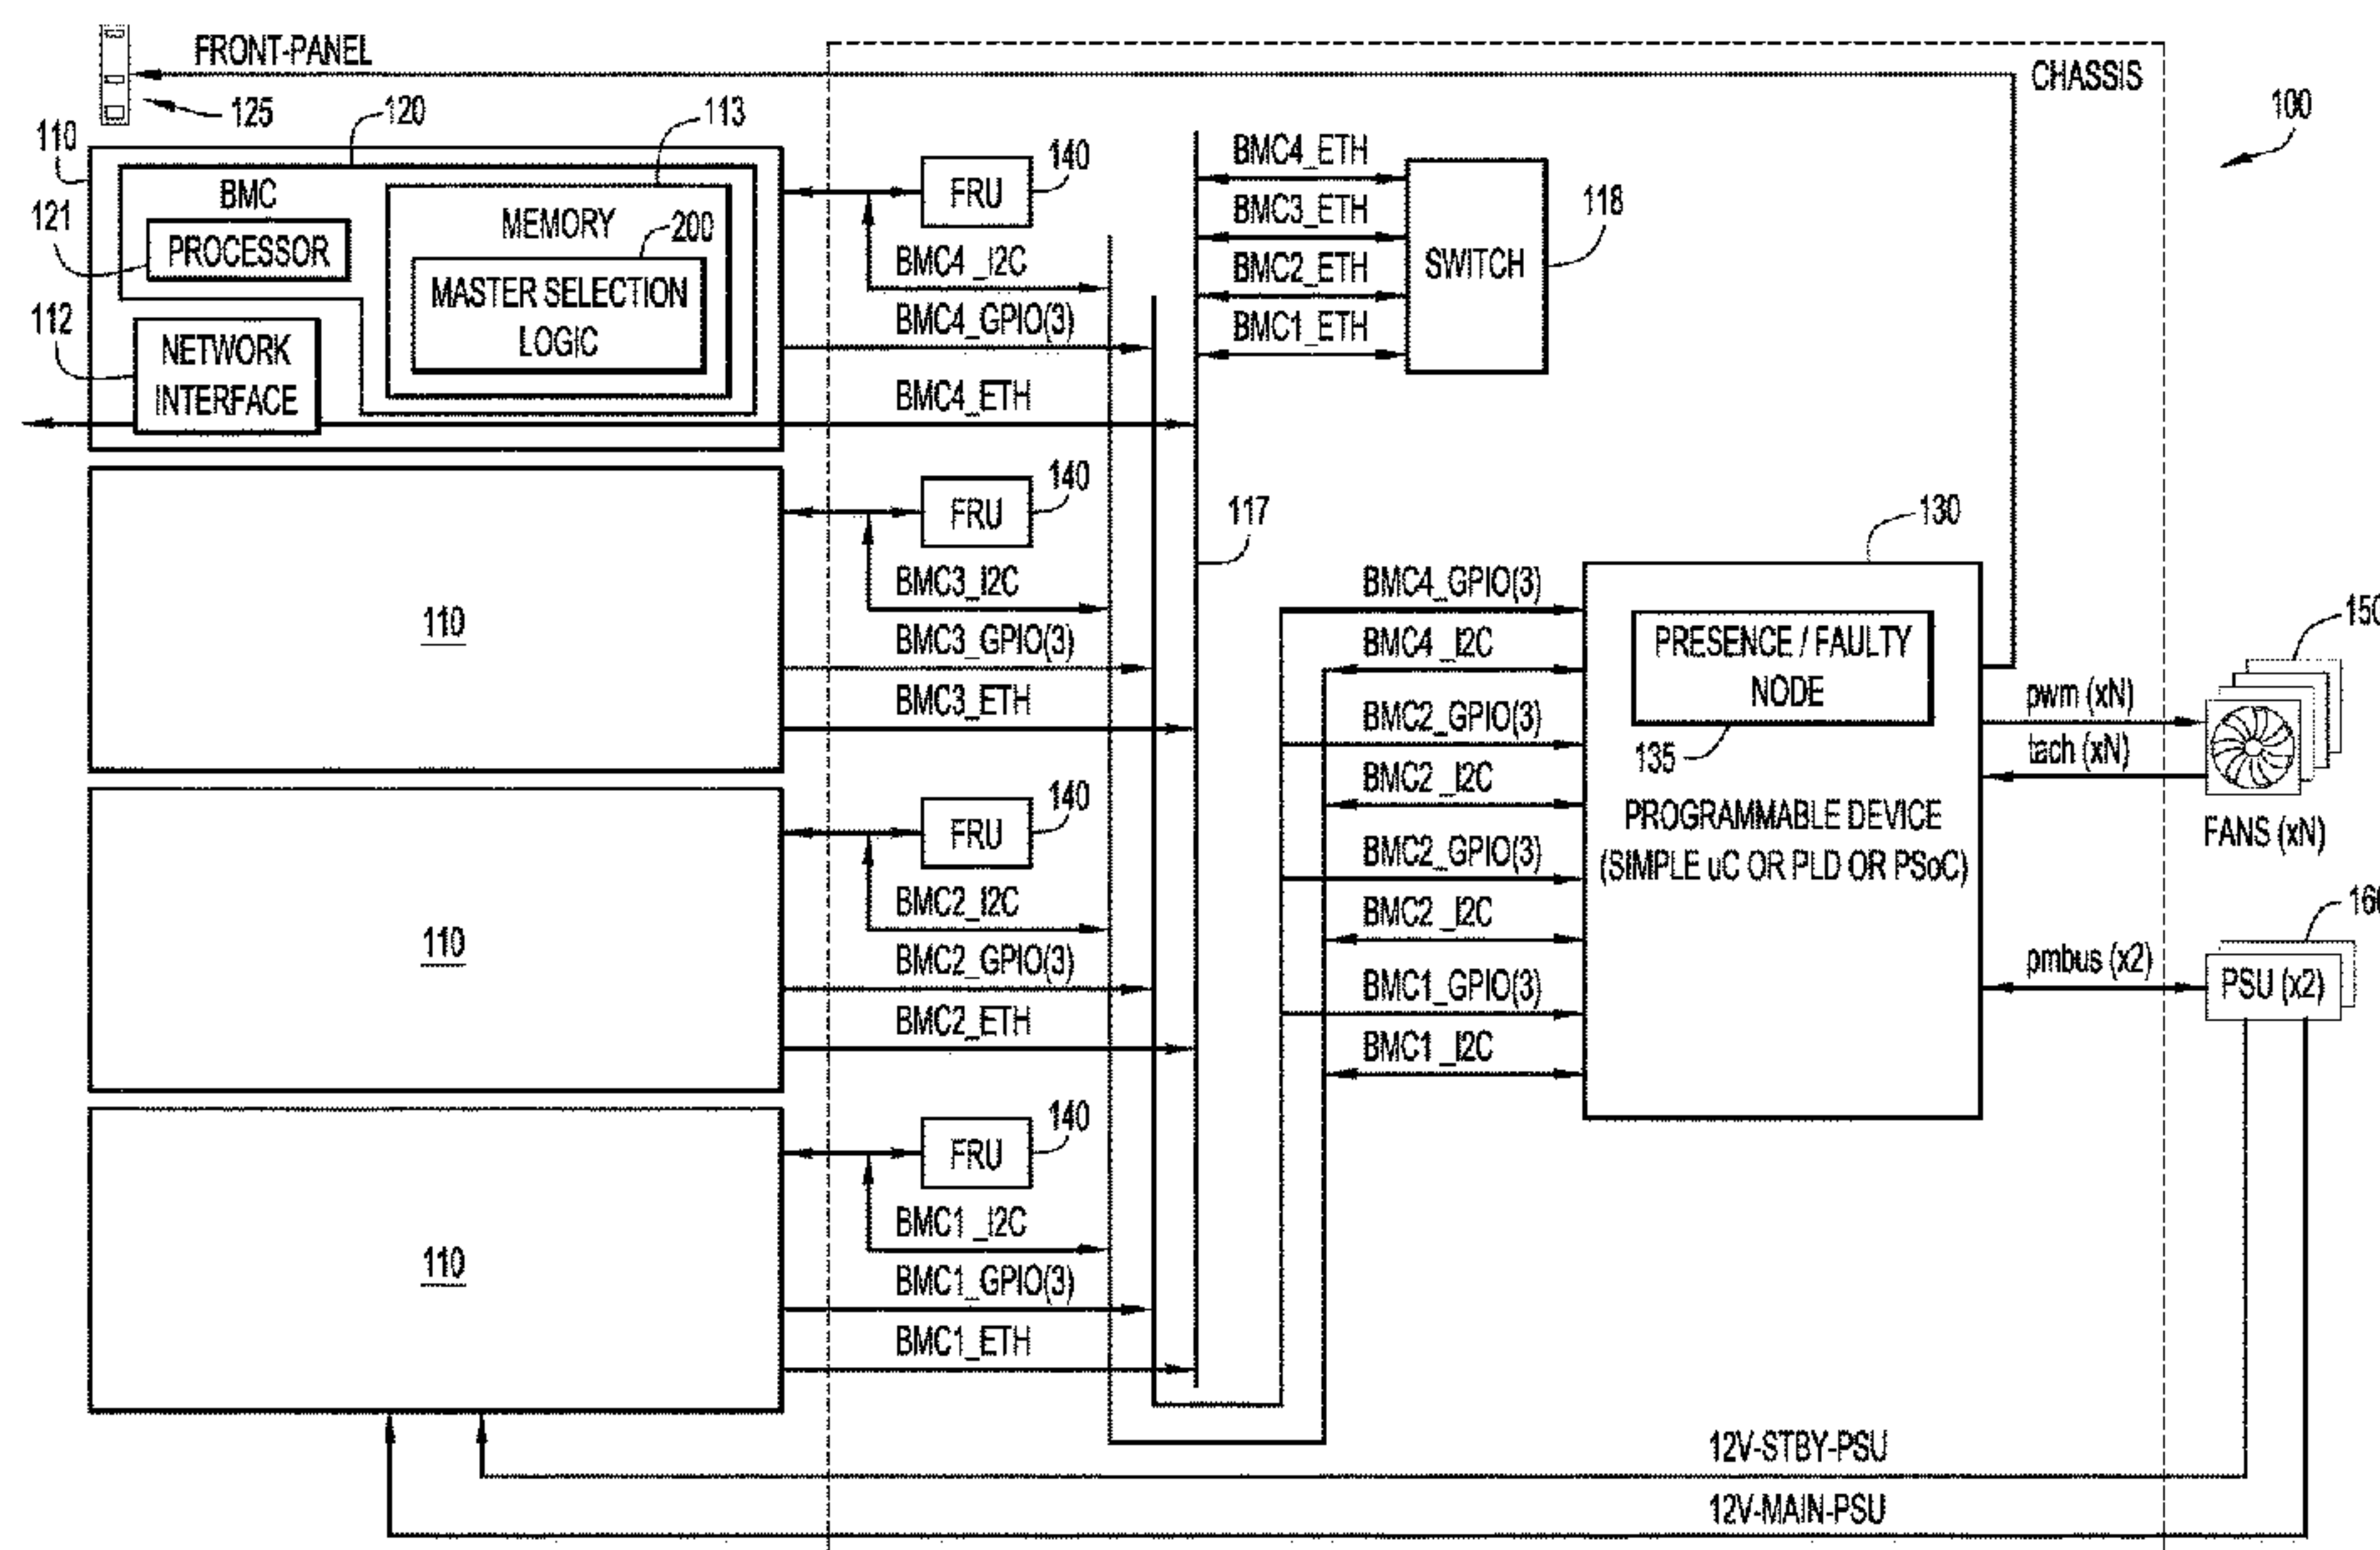 FRONT-PANEL
CHASSIS
100
125
120
113
110
BMC
121
PROCESSOR
MEMORY
200
MASTER SELECTION
LOGIC
112
NETWORK
INTERFACE
FRU
140
BMC4_I2C
BMC4_GPIO(3)
BMC4_ETH
BMC4_ETH
BMC3_ETH
BMC2_ETH
BMC1_ETH
SWITCH
118
117
110
FRU
140
BMC3_I2C
BMC3_GPIO(3)
BMC3_ETH
110
FRU
140
BMC2_I2C
BMC2_GPIO(3)
BMC2_ETH
110
FRU
140
BMC1_I2C
BMC1_GPIO(3)
BMC1_ETH
BMC4_GPIO(3)
BMC4_I2C
BMC2_GPIO(3)
BMC2_I2C
BMC2_GPIO(3)
BMC2_I2C
BMC1_GPIO(3)
BMC1_I2C
130
PRESENCE / FAULTY
NODE
135
PROGRAMMABLE DEVICE
(SIMPLE uC OR PLD OR PSoC)
pwm (xN)
tach (xN)
150
FANS (xN)
pmbus (x2)
160
PSU (x2)
12V-STBY-PSU
12V-MAIN-PSU